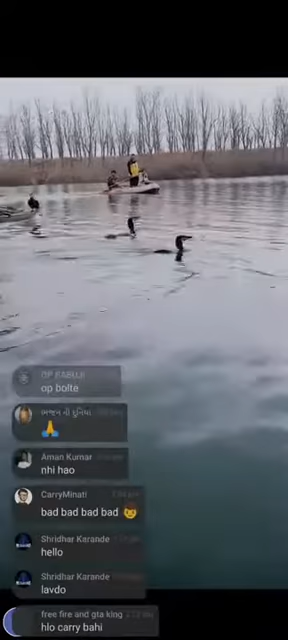 OP BABUJI
op bolte
ભજન ની દુનિયા
🙏
Aman Kumar
nhi hao
CarryMinati
bad bad bad bad 👦
Shridhar Karande
hello
Shridhar Karande
lavdo
free fire and gta king
hlo carry bahi